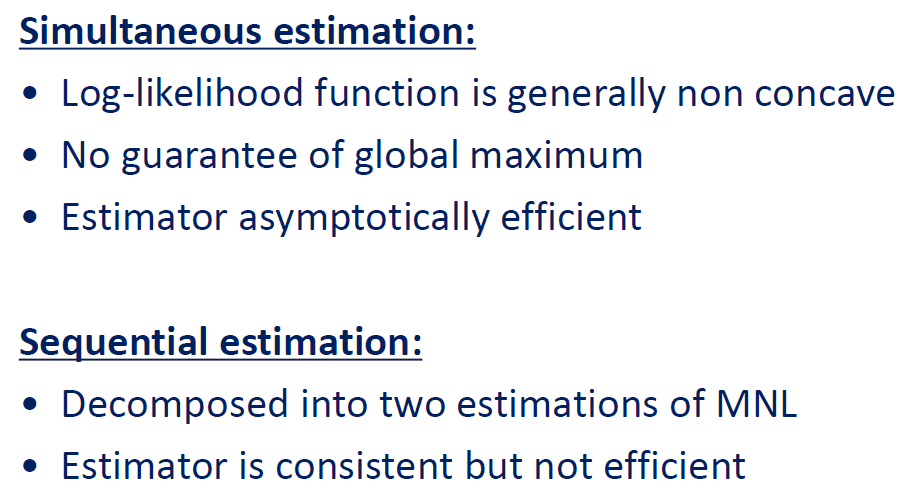 Simultaneous estimation:
• Log-likelihood function is generally non concave
• No guarantee of global maximum
• Estimator asymptotically efficient
Sequential estimation:
• Decomposed into two estimations of MNL
• Estimator is consistent but not efficient